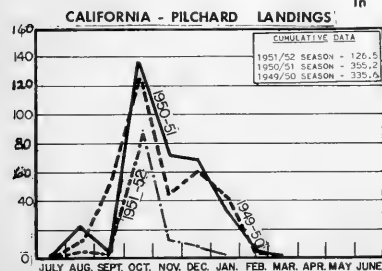 in
CALIFORNIA - PILCHARD LANDINGS
CUMULATIVE DATA
1951/52 SEASON - 126.5
1950/51 SEASON - 355.2
1949/50 SEASON - 335.6
160
140
120
100
80
60
40
20
0
1950-51
1951-52
1949-50
JULY AUG. SEPT. OCT. NOV. DEC. JAN. FEB. MAR. APR. MAY JUNE